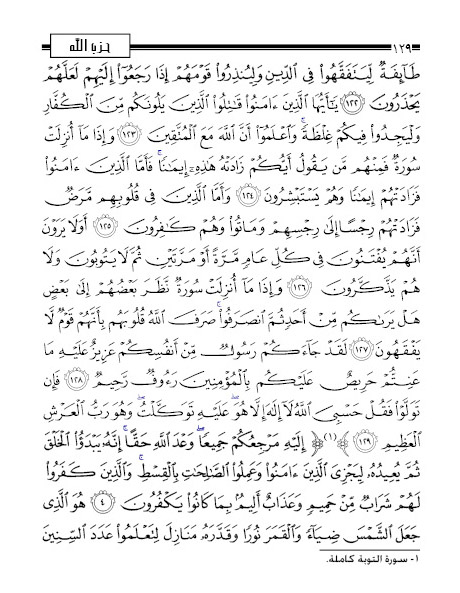 ١٢٩ حزب الله
طَآئِفَةٌ لِّيَتَفَقَّهُوا۟ فِى ٱلدِّينِ وَلِيُنذِرُوا۟ قَوْمَهُمْ إِذَا رَجَعُوٓا۟ إِلَيْهِمْ لَعَلَّهُمْ
يَحْذَرُونَ ﴿١٢٢﴾ يَٰٓأَيُّهَا ٱلَّذِينَ ءَامَنُوا۟ قَٰتِلُوا۟ ٱلَّذِينَ يَلُونَكُم مِّنَ ٱلْكُفَّارِ
وَلْيَجِدُوا۟ فِيكُمْ غِلْظَةً ۚ وَٱعْلَمُوٓا۟ أَنَّ ٱللَّهَ مَعَ ٱلْمُتَّقِينَ ﴿١٢٣﴾ وَإِذَا مَآ أُنزِلَتْ
سُورَةٌ فَمِنْهُم مَّن يَقُولُ أَيُّكُمْ زَادَتْهُ هَٰذِهِۦٓ إِيمَٰنًا ۚ فَأَمَّا ٱلَّذِينَ ءَامَنُوا۟
فَزَادَتْهُمْ إِيمَٰنًا وَهُمْ يَسْتَبْشِرُونَ ﴿١٢٤﴾ وَأَمَّا ٱلَّذِينَ فِى قُلُوبِهِم مَّرَضٌ
فَزَادَتْهُمْ رِجْسًا إِلَىٰ رِجْسِهِمْ وَمَاتُوا۟ وَهُمْ كَٰفِرُونَ ﴿١٢٥﴾ أَوَلَا يَرَوْنَ
أَنَّهُمْ يُفْتَنُونَ فِى كُلِّ عَامٍ مَّرَّةً أَوْ مَرَّتَيْنِ ثُمَّ لَا يَتُوبُونَ وَلَا
هُمْ يَذَّكَّرُونَ ﴿١٢٦﴾ وَإِذَا مَآ أُنزِلَتْ سُورَةٌ نَّظَرَ بَعْضُهُمْ إِلَىٰ بَعْضٍ
هَلْ يَرَىٰكُم مِّنْ أَحَدٍ ثُمَّ ٱنصَرَفُوا۟ ۚ صَرَفَ ٱللَّهُ قُلُوبَهُم بِأَنَّهُمْ قَوْمٌ لَّا
يَفْقَهُونَ ﴿١٢٧﴾ لَقَدْ جَآءَكُمْ رَسُولٌ مِّنْ أَنفُسِكُمْ عَزِيزٌ عَلَيْهِ مَا
عَنِتُّمْ حَرِيصٌ عَلَيْكُم بِٱلْمُؤْمِنِينَ رَءُوفٌ رَّحِيمٌ ﴿١٢٨﴾ فَإِن
تَوَلَّوْا۟ فَقُلْ حَسْبِىَ ٱللَّهُ لَآ إِلَٰهَ إِلَّا هُوَ ۖ عَلَيْهِ تَوَكَّلْتُ ۖ وَهُوَ رَبُّ ٱلْعَرْشِ
ٱلْعَظِيمِ ﴿١٢٩﴾ ﴿(١)﴾ إِلَيْهِ مَرْجِعُكُمْ جَمِيعًا ۖ وَعْدَ ٱللَّهِ حَقًّا ۚ إِنَّهُۥ يَبْدَؤُا۟ ٱلْخَلْقَ
ثُمَّ يُعِيدُهُۥ لِيَجْزِىَ ٱلَّذِينَ ءَامَنُوا۟ وَعَمِلُوا۟ ٱلصَّٰلِحَٰتِ بِٱلْقِسْطِ ۚ وَٱلَّذِينَ كَفَرُوا۟
لَهُمْ شَرَابٌ مِّنْ حَمِيمٍ وَعَذَابٌ أَلِيمٌۢ بِمَا كَانُوا۟ يَكْفُرُونَ ﴿٤﴾ هُوَ ٱلَّذِى
جَعَلَ ٱلشَّمْسَ ضِيَآءً وَٱلْقَمَرَ نُورًا وَقَدَّرَهُۥ مَنَازِلَ لِتَعْلَمُوا۟ عَدَدَ ٱلسِّنِينَ
١- سورة التوبة كاملة.